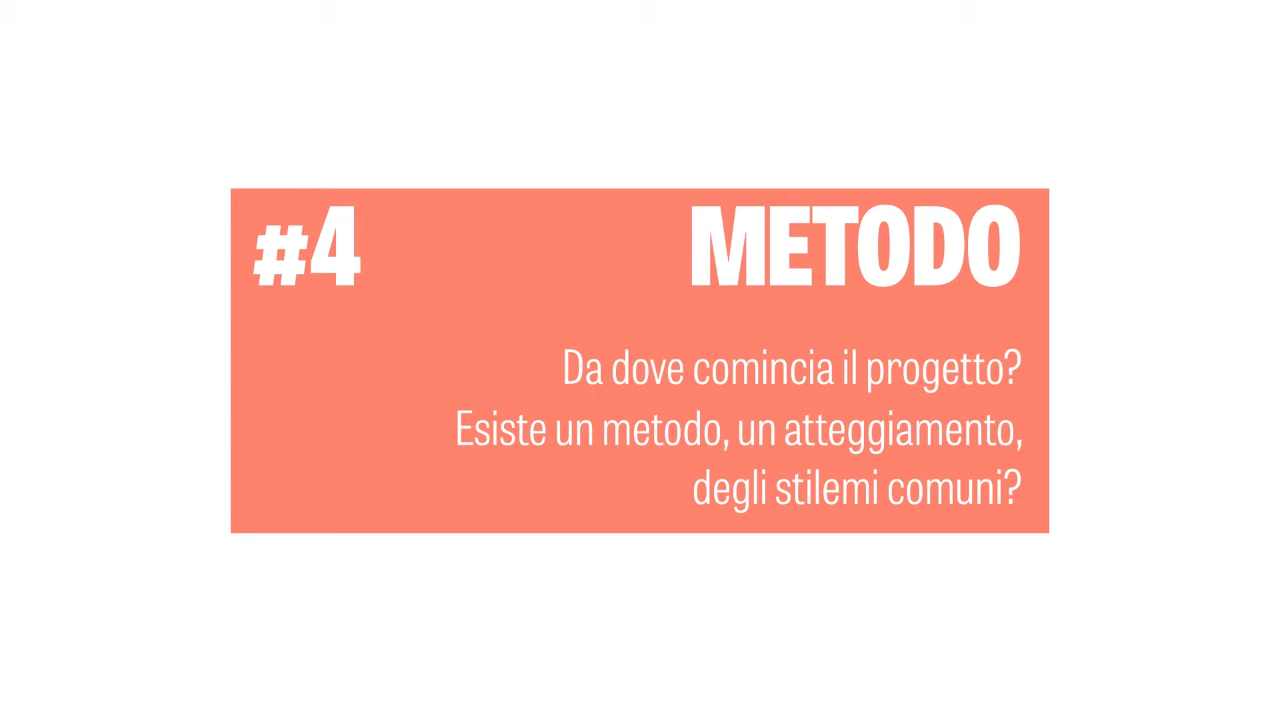 #4 METODO
Da dove comincia il progetto?
Esiste un metodo, un atteggiamento,
degli stilemi comuni?